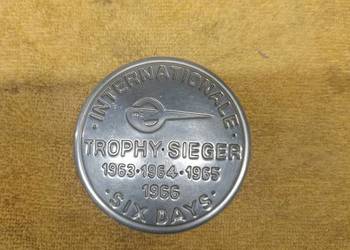 · INTERNATIONALE ·
TROPHY · SIEGER
1963 · 1964 · 1965
1966
SIX DAYS